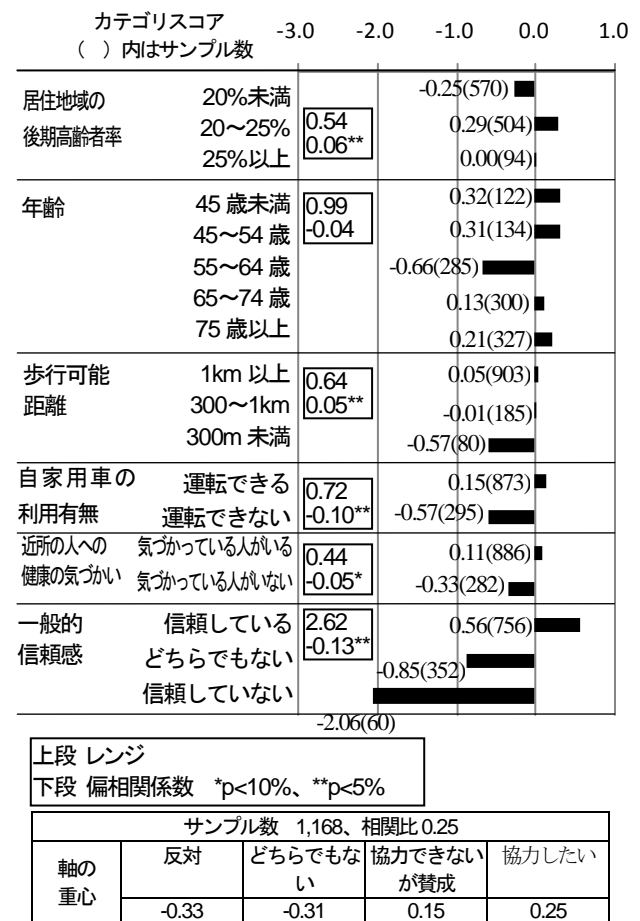 カテゴリスコア
（　）内はサンプル数
-3.0 -2.0 -1.0 0.0 1.0
居住地域の
後期高齢者率
20%未満 -0.25(570)
20～25% 0.54 0.29(504)
25%以上 0.06** 0.00(94)
年齢
45 歳未満 0.99 0.32(122)
45～54 歳 -0.04 0.31(134)
55～64 歳 -0.66(285)
65～74 歳 0.13(300)
75 歳以上 0.21(327)
歩行可能
距離
1km 以上 0.64 0.05(903)
300～1km 0.05** -0.01(185)
300m 未満 -0.57(80)
自家用車の
利用有無
運転できる 0.72 0.15(873)
運転できない -0.10** -0.57(295)
近所の人への
健康の気づかい
気づかっている人がいる 0.44 0.11(886)
気づかっている人がいない -0.05* -0.33(282)
一般的
信頼感
信頼している 2.62 0.56(756)
どちらでもない -0.13** -0.85(352)
信頼していない
-2.06(60)
上段 レンジ
下段 偏相関係数 *p<10%、**p<5%
サンプル数 1,168、相関比 0.25
軸の
重心
反対 どちらでもな
い 協力できない
が賛成 協力したい
-0.33 -0.31 0.15 0.25